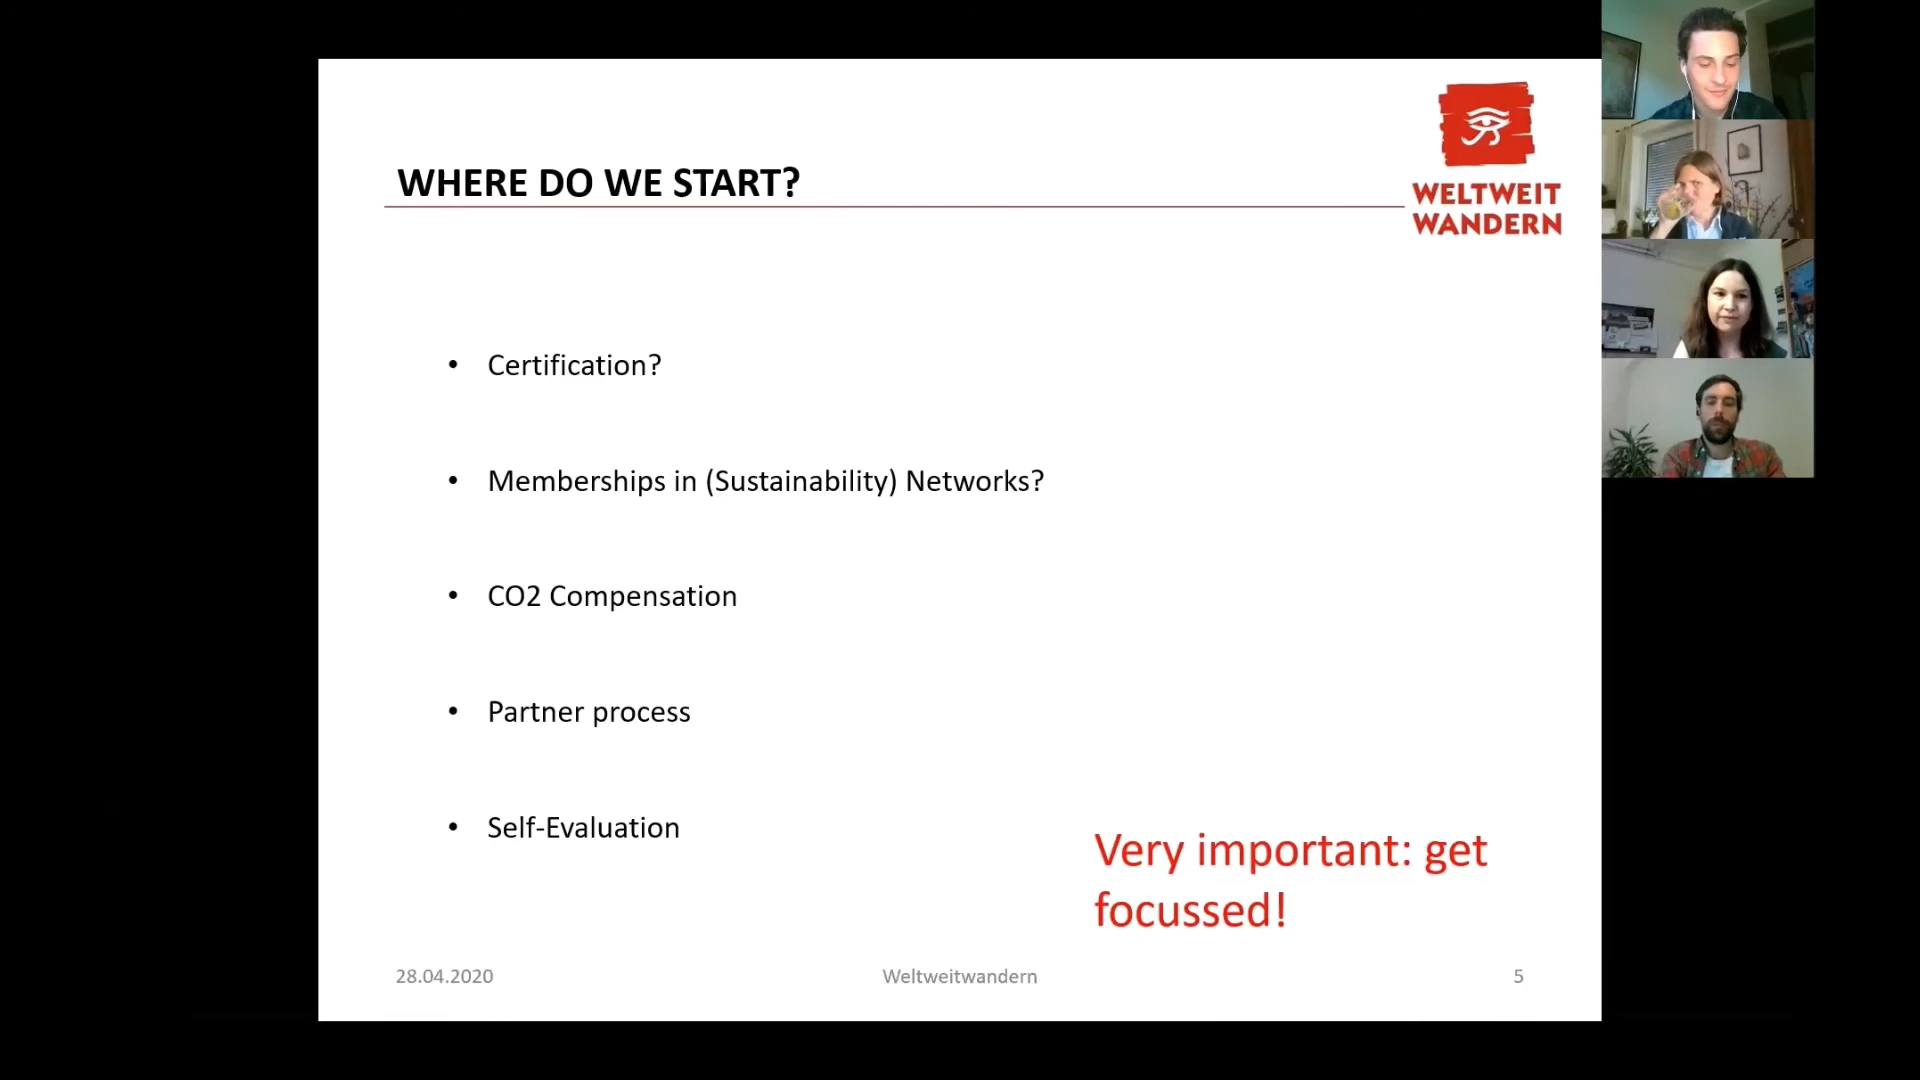 WHERE DO WE START?
WELTWEIT
WANDERN
• Certification?
• Memberhips in (Sustainability) Networks?
• CO2 Compensation
• Partner process
• Self-Evaluation
Very important: get
focussed!
28.04.2020
Weltweitwandern
5